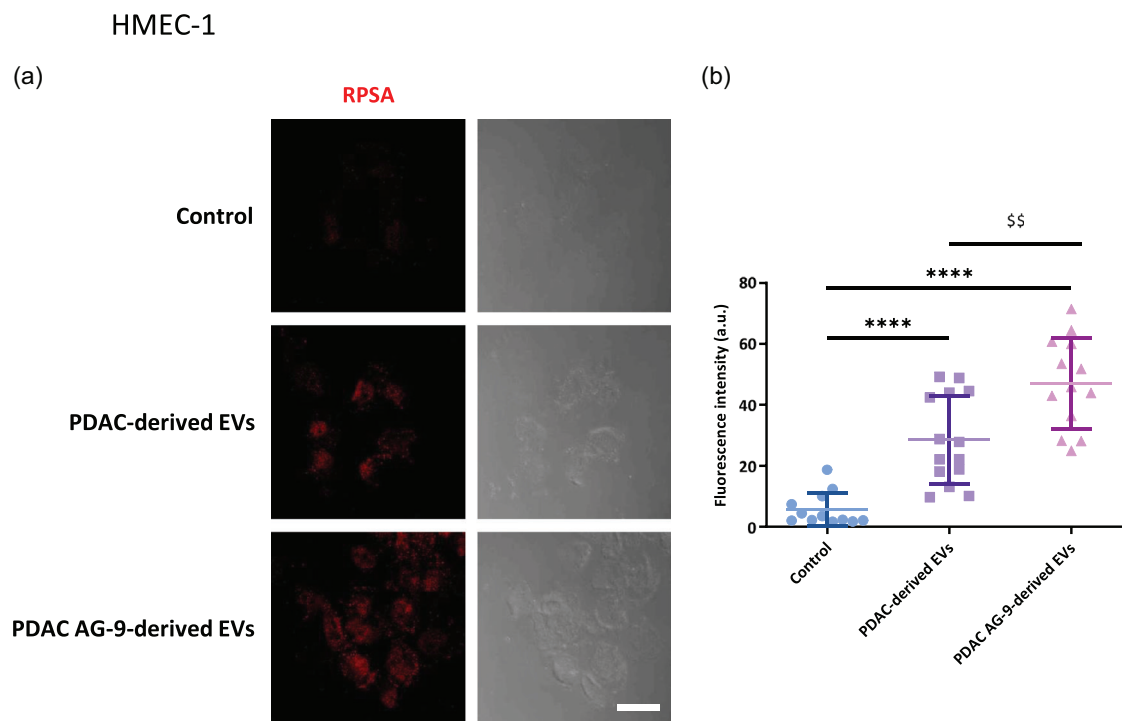 HMEC-1
(a)
RPSA
Control
PDAC-derived EVs
PDAC AG-9-derived EVs
(b)
$$
****
****
Fluorescence intensity (a.u.)
80
60
40
20
0
Control
PDAC-derived EVs
PDAC AG-9-derived EVs